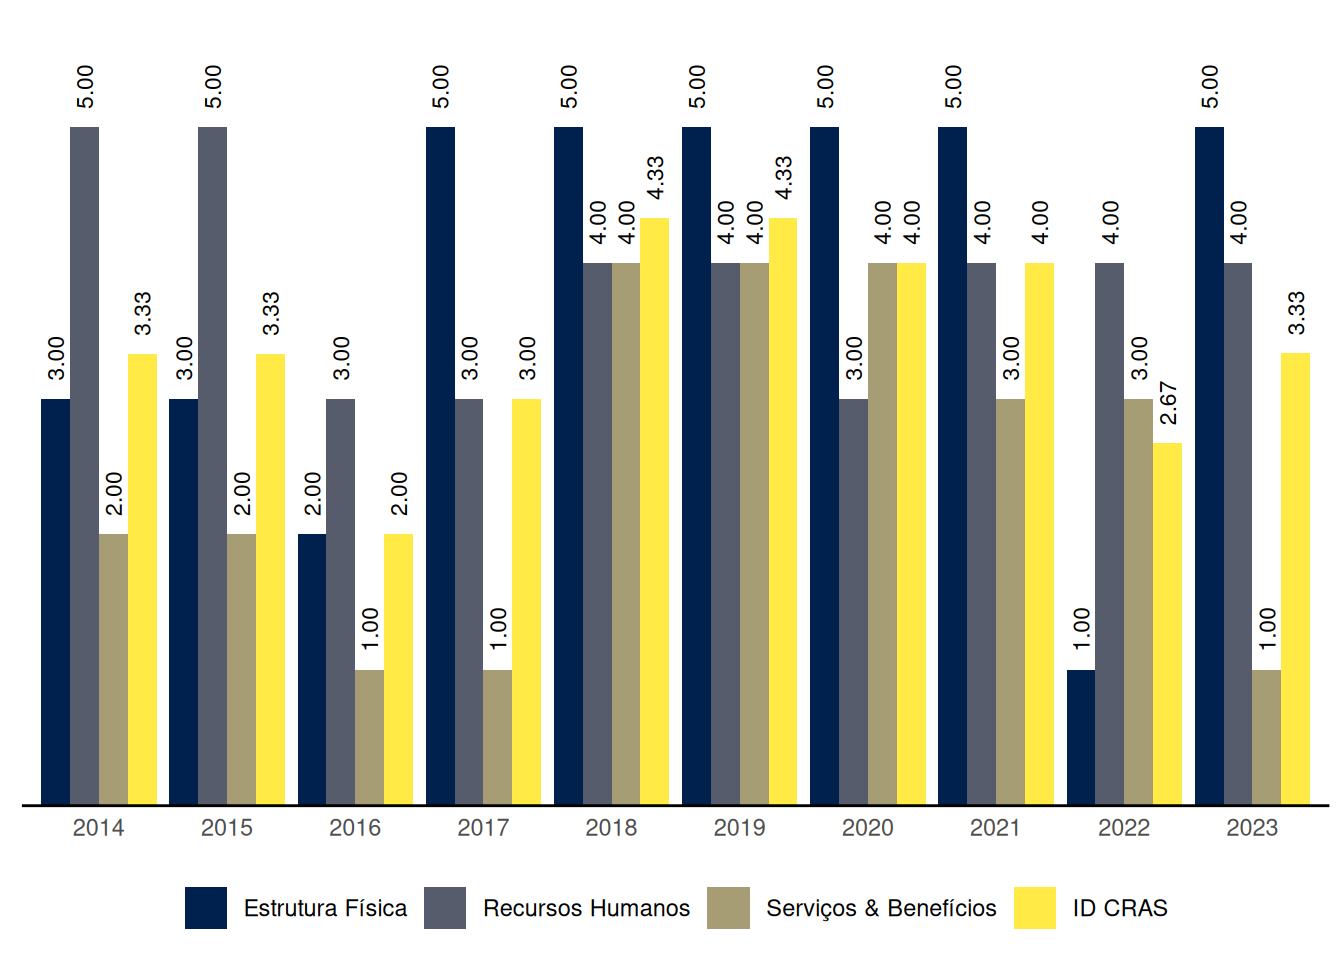 5.00 5.00 5.00 5.00 5.00 5.00 5.00 5.00
4.33 4.33
4.00 4.00 4.00 4.00 4.00 4.00 4.00 4.00 4.00 4.00
3.33 3.33 3.33
3.00 3.00 3.00 3.00 3.00 3.00 3.00 3.00
2.67
2.00 2.00 2.00 2.00
1.00 1.00 1.00 1.00
2014 2015 2016 2017 2018 2019 2020 2021 2022 2023
Estrutura Física Recursos Humanos Serviços & Benefícios ID CRAS